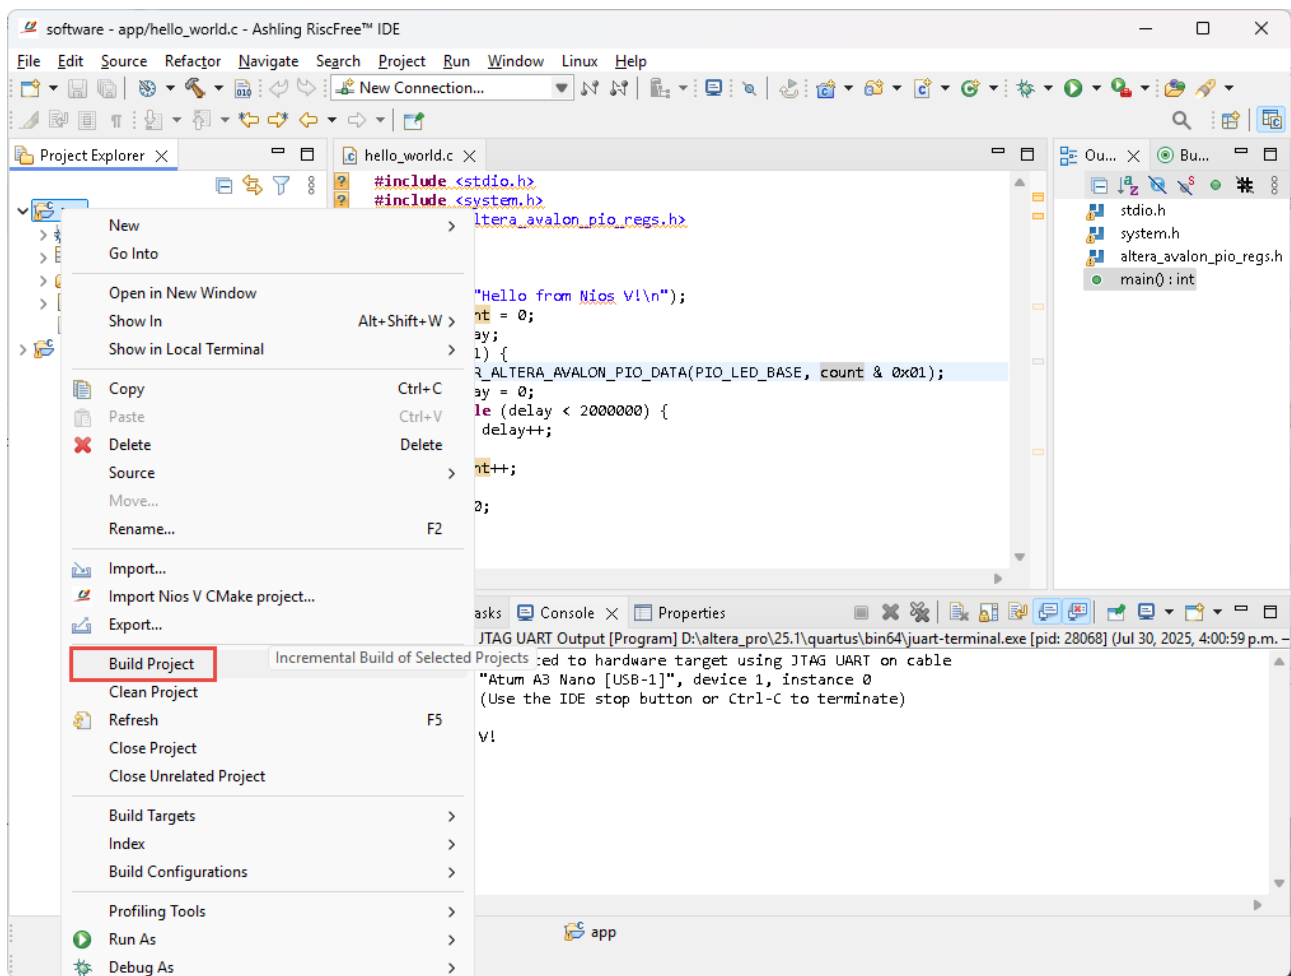 software - app/hello_world.c - Ashling RiscFree™ IDE
File Edit Source Refactor Navigate Search Project Run Window Linux Help
010 New Connection...
Project Explorer
hello_world.c
Ou...
Bu...
#include <stdio.h>
#include <system.h>
ltera_avalon_pio_regs.h>
"Hello from Nios V!\n");
nt = 0;
ay;
1) {
R_ALTERA_AVALON_PIO_DATA(PIO_LED_BASE, count & 0x01);
ay = 0;
le (delay < 2000000) {
delay++;
nt++;
0;
stdio.h
system.h
altera_avalon_pio_regs.h
main() : int
New
Go Into
Open in New Window
Show In Alt+Shift+W
Show in Local Terminal
Copy Ctrl+C
Paste Ctrl+V
Delete Delete
Source
Move...
Rename... F2
Import...
Import Nios V CMake project...
Export...
Build Project
Incremental Build of Selected Projects
Clean Project
Refresh F5
Close Project
Close Unrelated Project
Build Targets
Index
Build Configurations
Profiling Tools
Run As
Debug As
asks Console Properties
JTAG UART Output [Program] D:\altera_pro\25.1\quartus\bin64\juart-terminal.exe [pid: 28068] (Jul 30, 2025, 4:00:59 p.m. –
ted to hardware target using JTAG UART on cable
"Atum A3 Nano [USB-1]", device 1, instance 0
(Use the IDE stop button or Ctrl-C to terminate)
V!
app